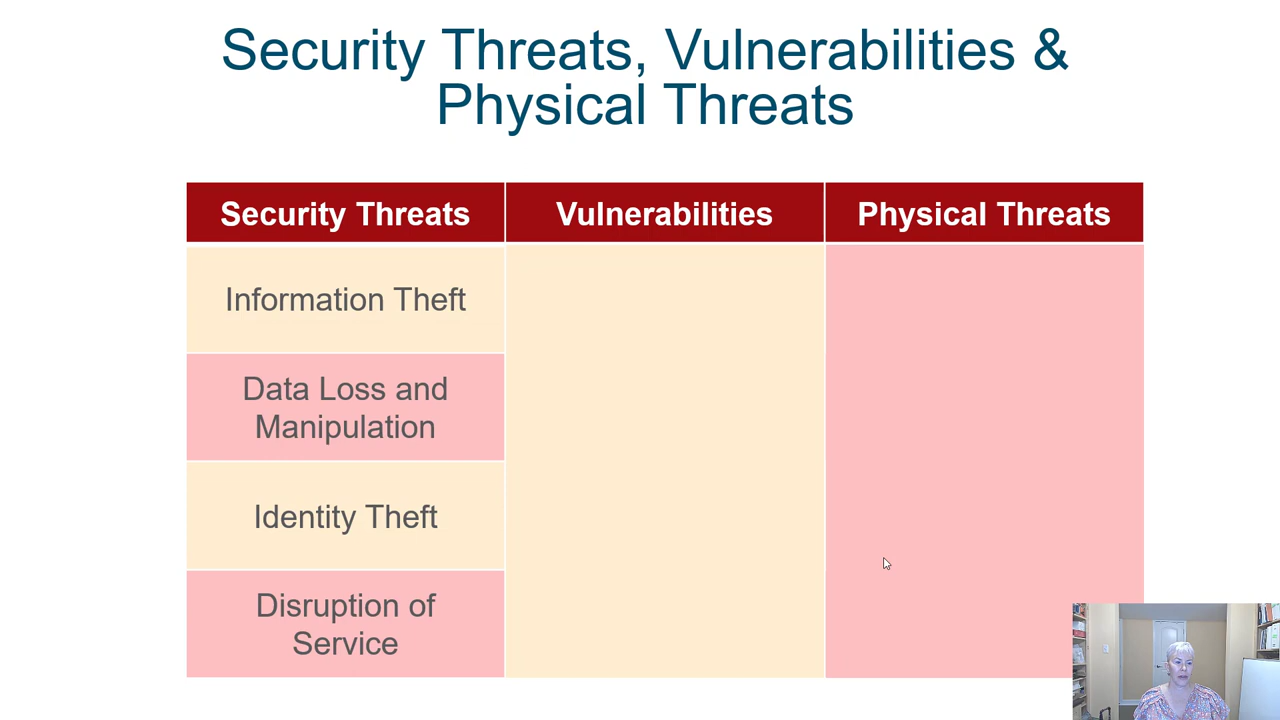 Security Threats, Vulnerabilities &
Physical Threats
Security Threats
Vulnerabilities
Physical Threats
Information Theft
Data Loss and
Manipulation
Identity Theft
Disruption of
Service